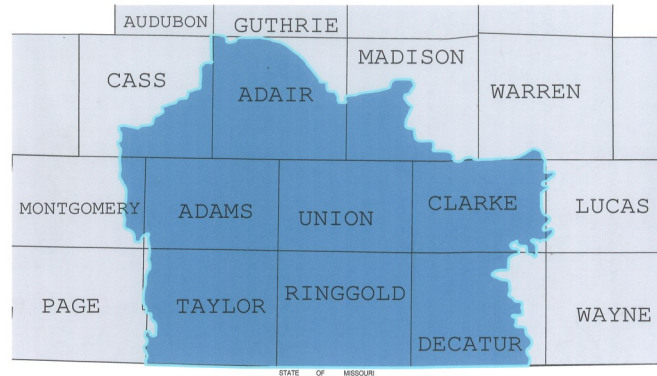 AUDUBON
GUTHRIE
CASS
MADISON
ADAIR
WARREN
MONTGOMERY
ADAMS
UNION
CLARKE
LUCAS
PAGE
TAYLOR
RINGGOLD
DECATUR
WAYNE
STATE OF MISSOURI